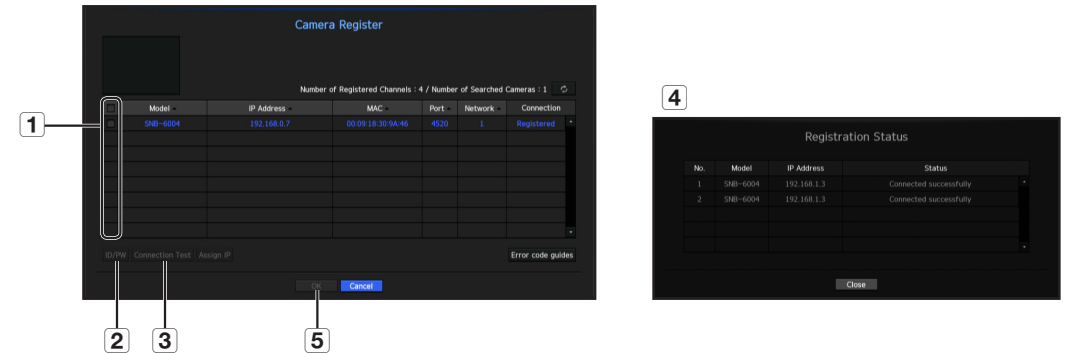 Camera Register
Number of Registered Channels : 4 / Number of Searched Cameras : 1
Model IP Address MAC Port Network Connection
SNB-6004 192.168.0.7 00:09:18:30:9A:46 4520 1 Registered
ID/PW Connection Test Assign IP Error code guides
OK Cancel
1
2 3 5
4
Registration Status
No. Model IP Address Status
1 SNB-6004 192.168.1.3 Connected successfully
2 SNB-6004 192.168.1.3 Connected successfully
Close